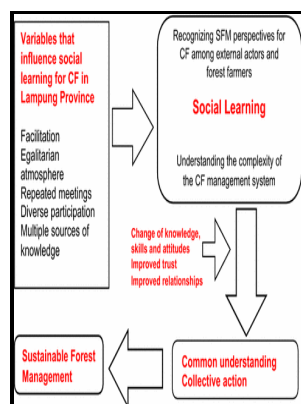 Variables that
influence social
learning for CF in
Lampung Province
Facilitation
Egalitarian
atmosphere
Repeated meetings
Diverse participation
Multiple sources of
knowledge
Recognizing SFM perspectives for
CF among external actors and
forest farmers
Social Learning
Understanding the complexity of
the CF management system
Change of knowledge,
skills and attitudes
Improved trust
Improved relationships
Common understanding
Collective action
Sustainable Forest
Management